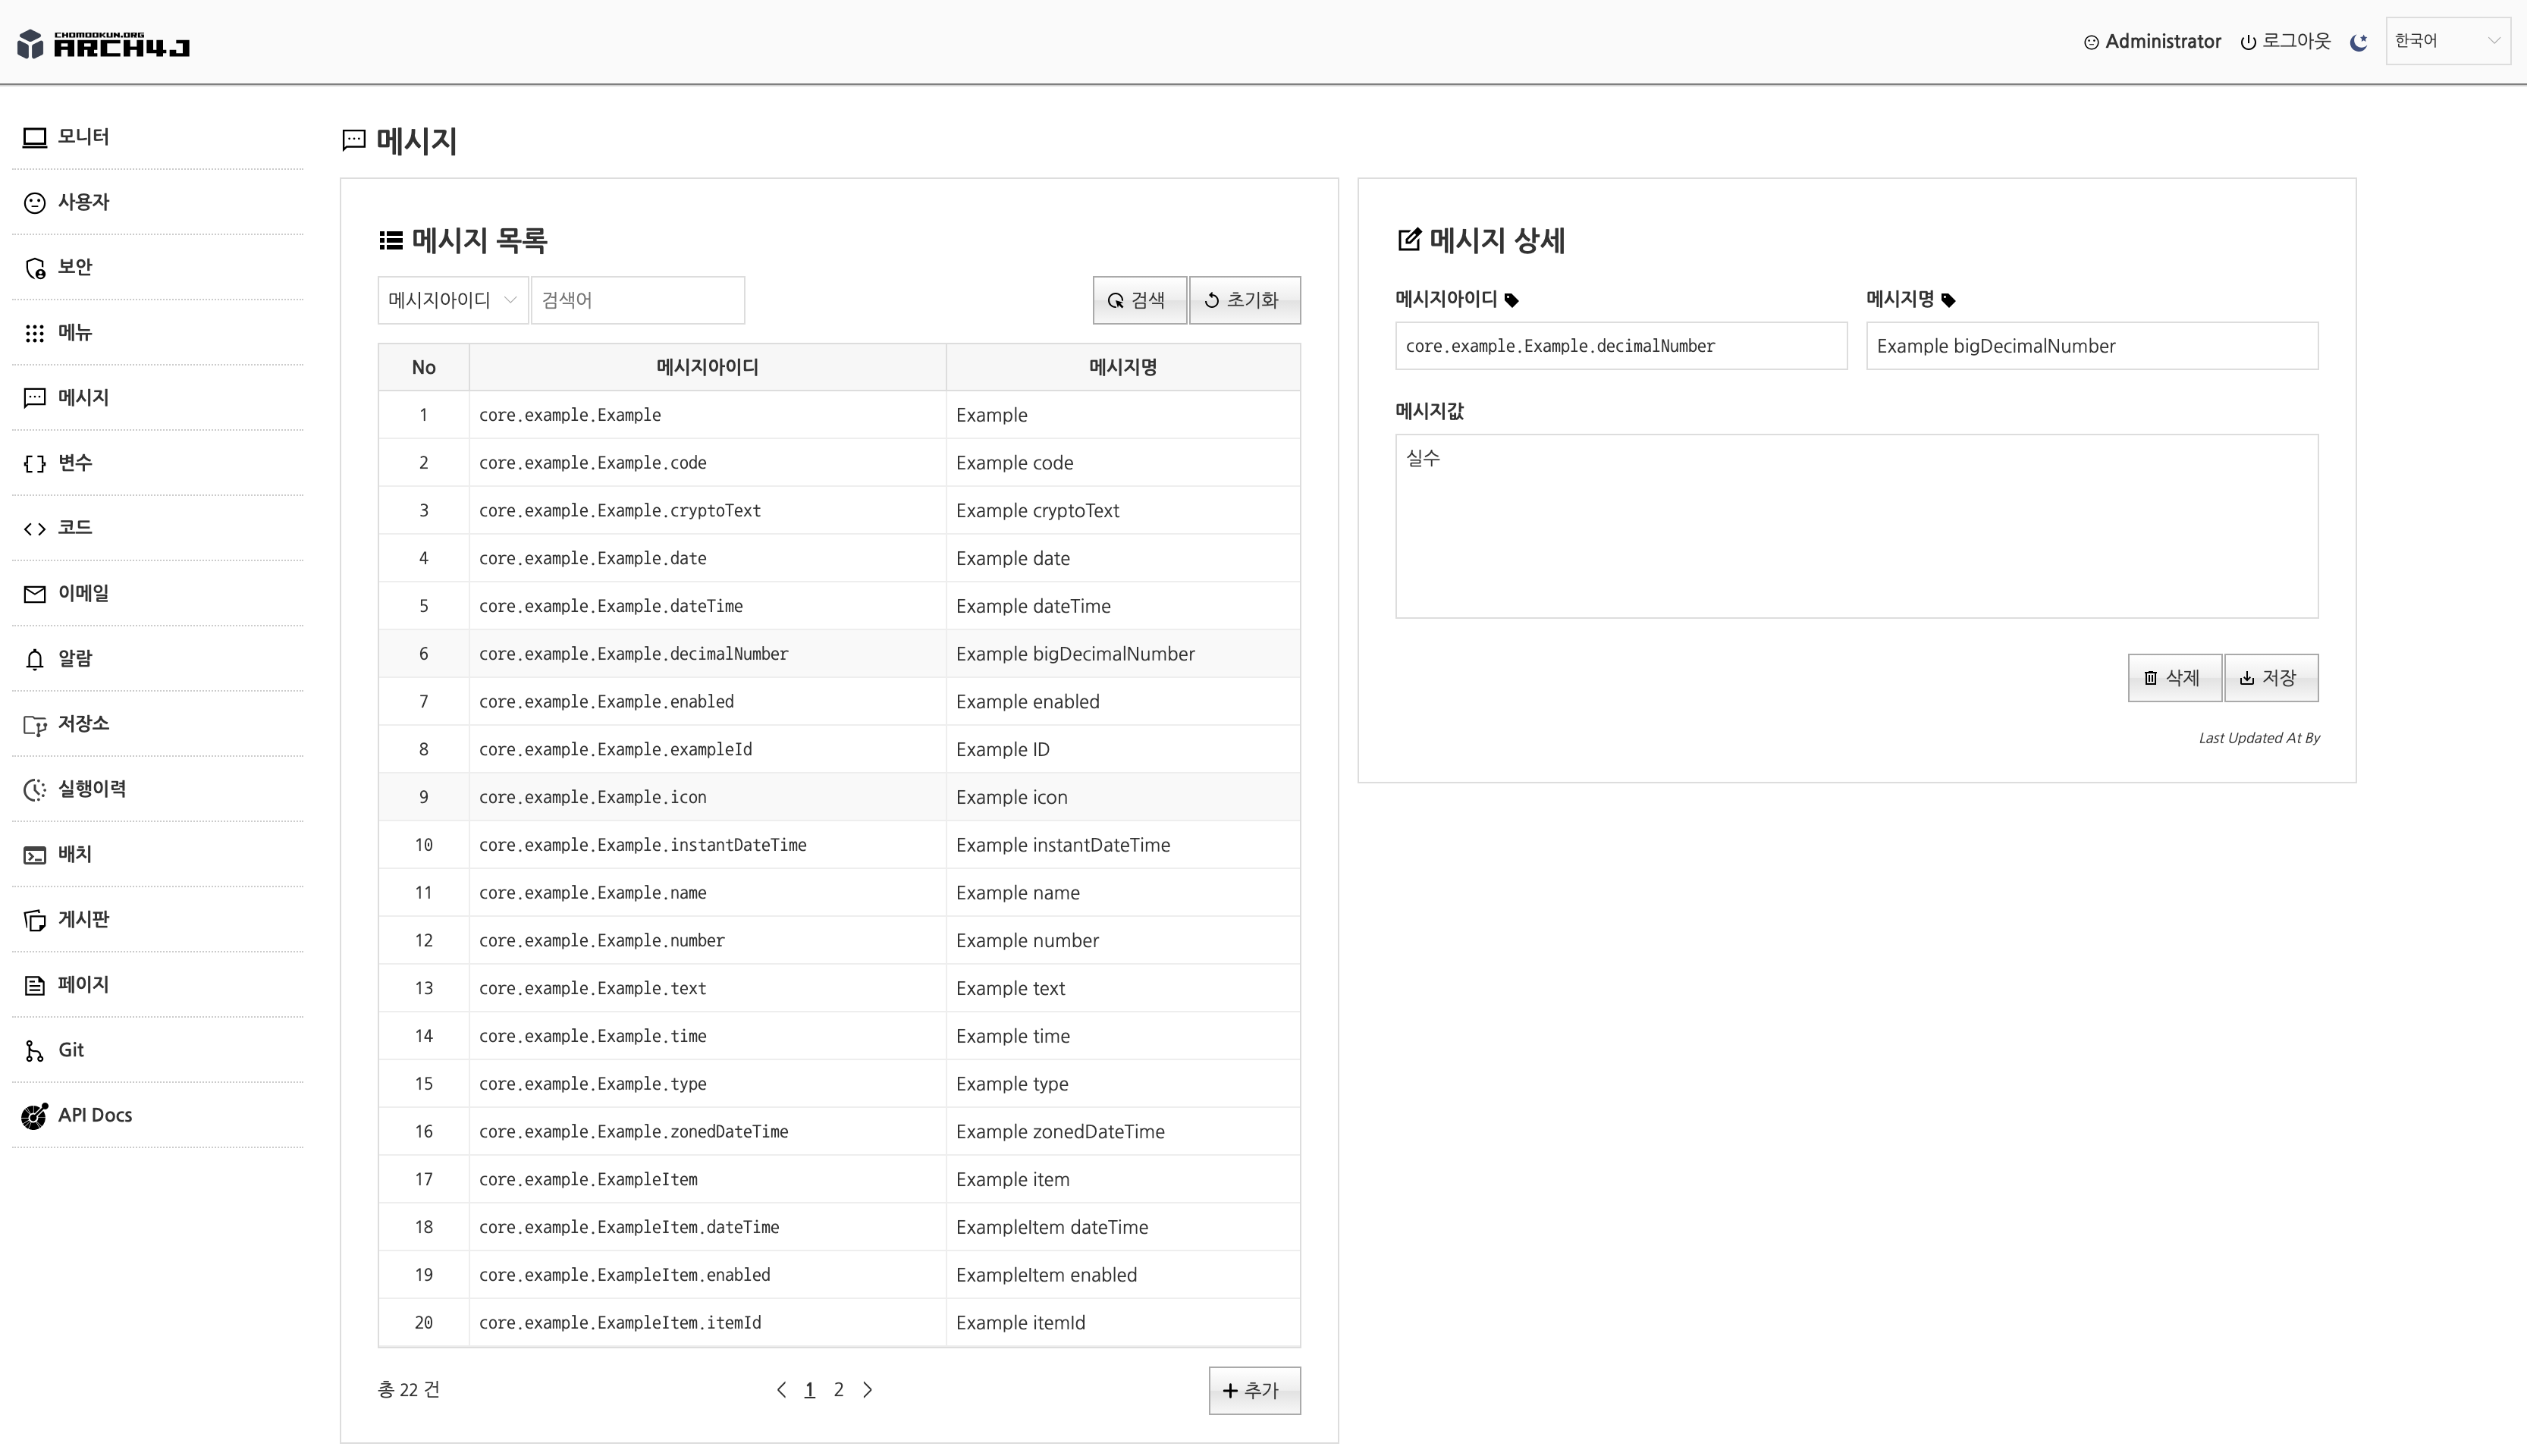 CHOMOOKUN.ORG
ARCH4J
Administrator 로그아웃 한국어
모니터
사용자
보안
메뉴
메시지
변수
코드
이메일
알람
저장소
실행이력
배치
게시판
페이지
Git
API Docs
메시지
메시지 목록
메시지아이디 검색어 검색 초기화
No 메시지아이디 메시지명
1 core.example.Example Example
2 core.example.Example.code Example code
3 core.example.Example.cryptoText Example cryptoText
4 core.example.Example.date Example date
5 core.example.Example.dateTime Example dateTime
6 core.example.Example.decimalNumber Example bigDecimalNumber
7 core.example.Example.enabled Example enabled
8 core.example.Example.exampleId Example ID
9 core.example.Example.icon Example icon
10 core.example.Example.instantDateTime Example instantDateTime
11 core.example.Example.name Example name
12 core.example.Example.number Example number
13 core.example.Example.text Example text
14 core.example.Example.time Example time
15 core.example.Example.type Example type
16 core.example.Example.zonedDateTime Example zonedDateTime
17 core.example.ExampleItem Example item
18 core.example.ExampleItem.dateTime ExampleItem dateTime
19 core.example.ExampleItem.enabled ExampleItem enabled
20 core.example.ExampleItem.itemId Example itemId
총 22 건 1 2 추가
메시지 상세
메시지아이디 메시지명
core.example.Example.decimalNumber Example bigDecimalNumber
메시지값
실수
삭제 저장
Last Updated At By